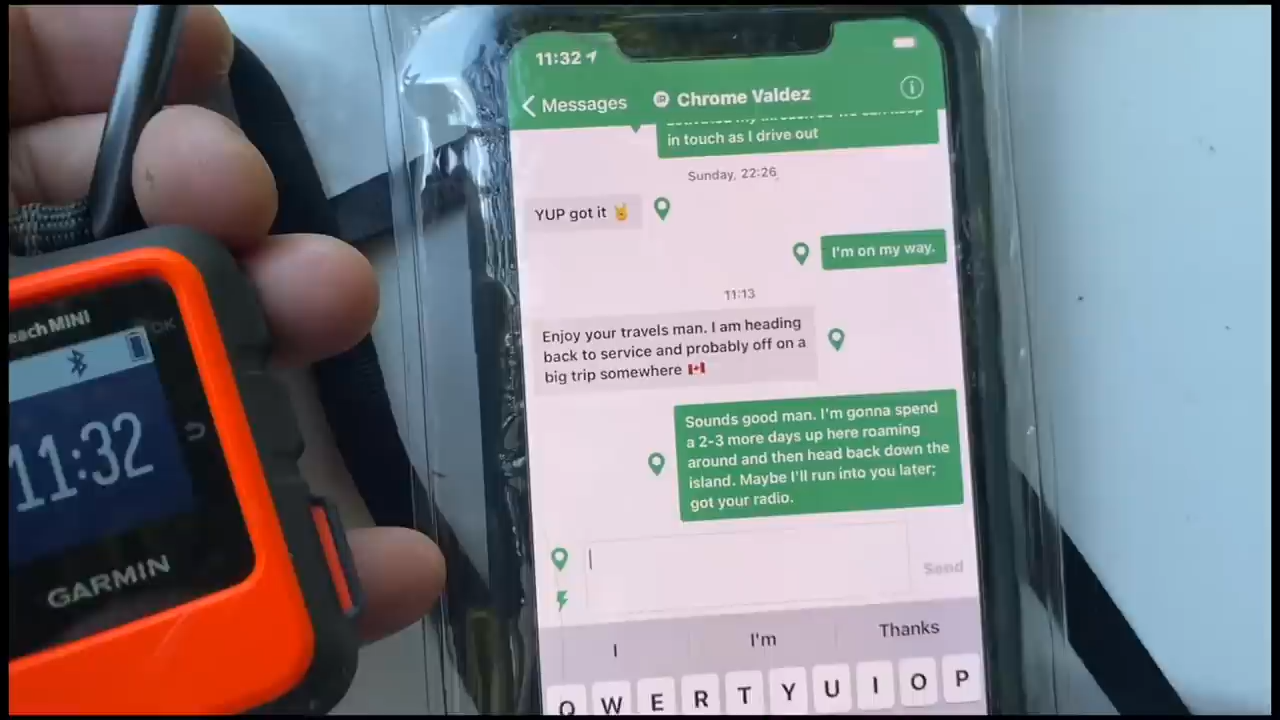 11:32
Messages
Chrome Valdez
in touch as I drive out
Sunday, 22:26
YUP got it 🤘
I'm on my way.
11:13
Enjoy your travels man. I am heading
back to service and probably off on a
big trip somewhere 🇨🇦
Sounds good man. I'm gonna spend
a 2-3 more days up here roaming
around and then head back down the
island. Maybe I'll run into you later;
got your radio.
Send
I
I'm
Thanks
Q W E R T Y U I O P
each MINI
OK
11:32
GARMIN